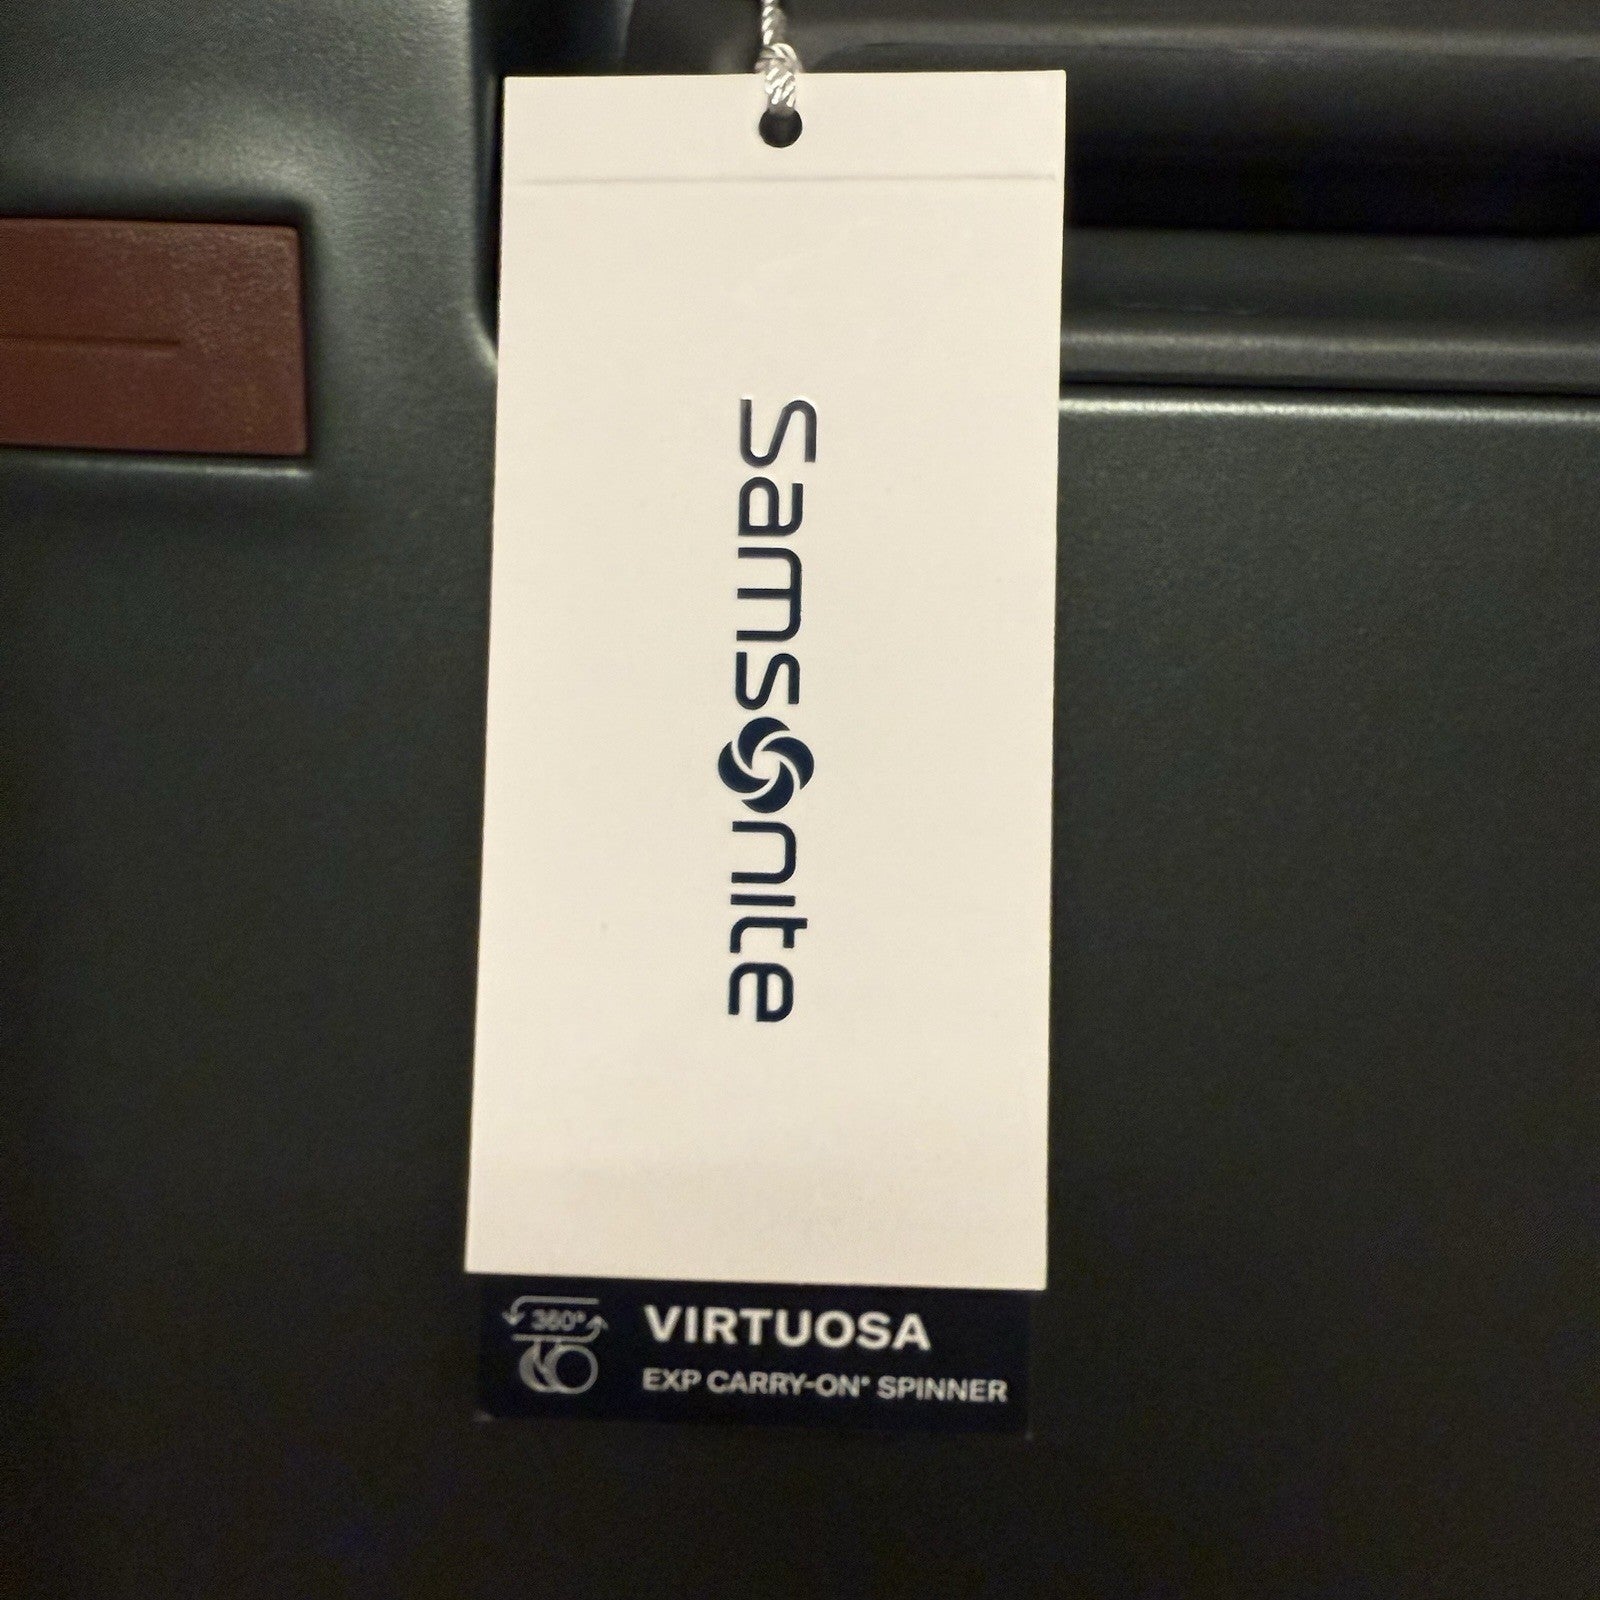 Samsonite
360°
VIRTUOSA
EXP CARRY-ON* SPINNER